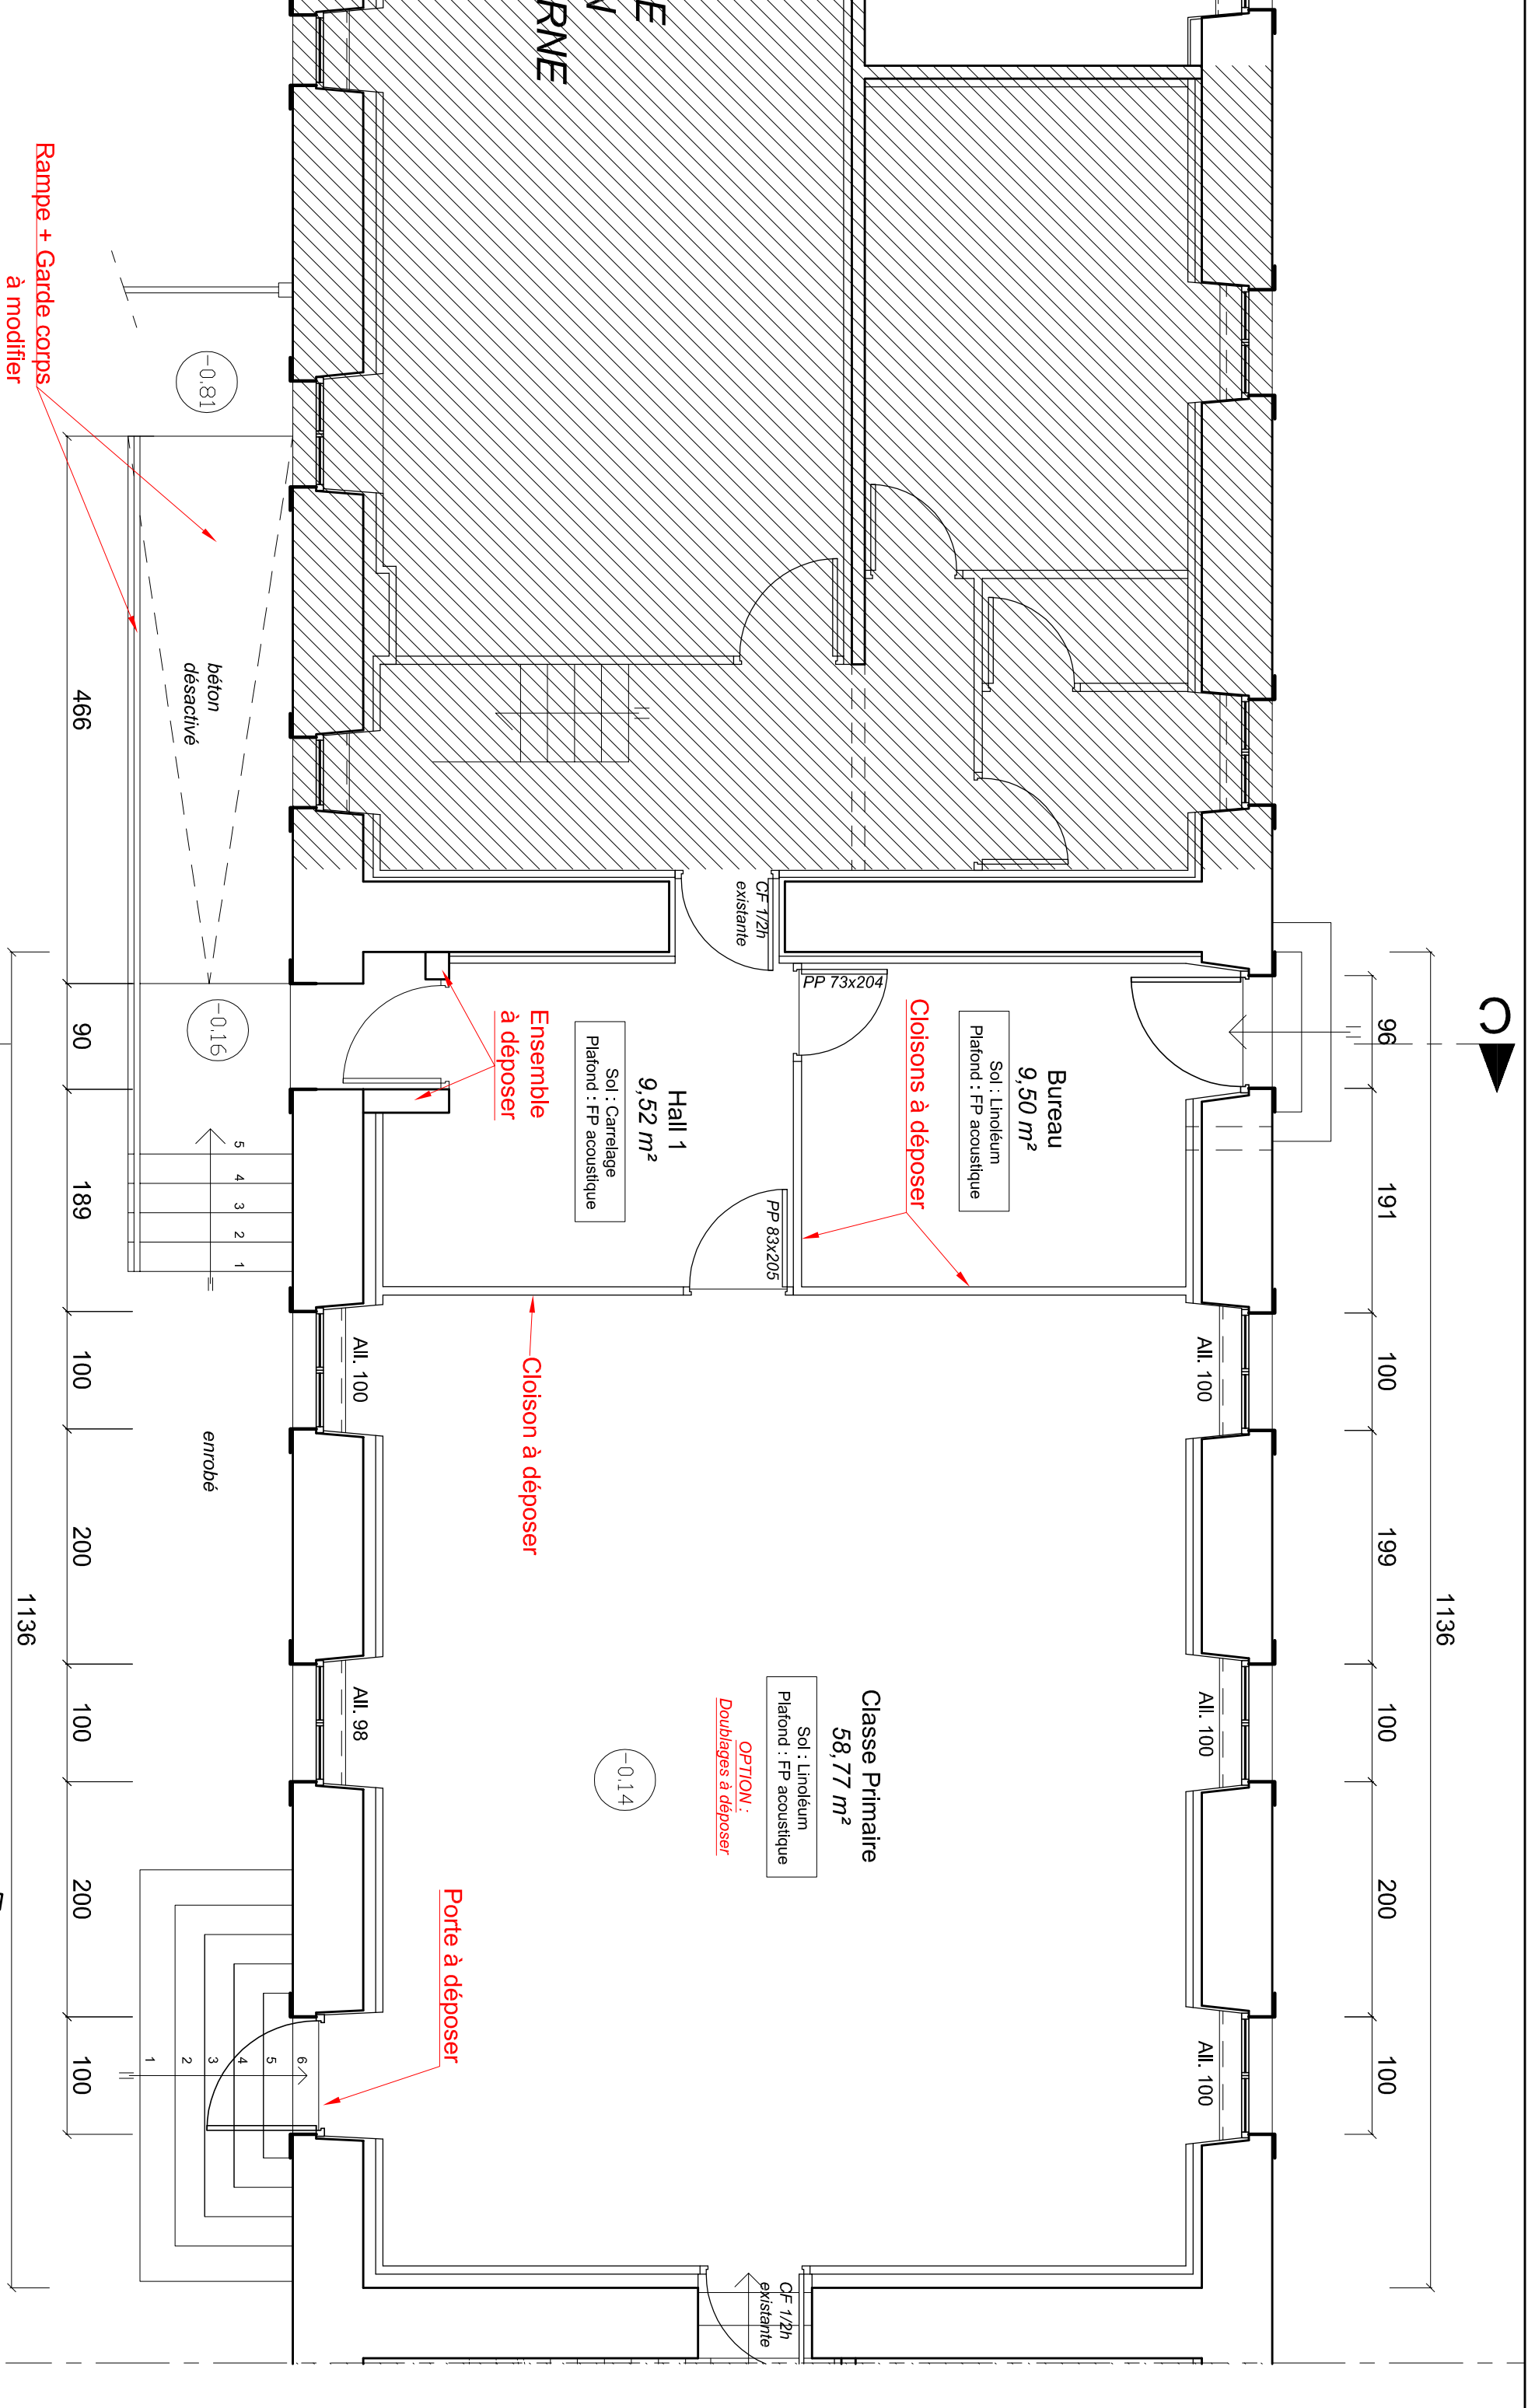 C
1136
96
191
100
199
100
200
100
All. 100
All. 100
All. 100
Bureau
9,50 m²
Sol : Linoléum
Plafond : FP acoustique
Cloisons à déposer
PP 73x204
CF 1/2h
existante
PP 83x205
Hall 1
9,52 m²
Sol : Carrelage
Plafond : FP acoustique
Ensemble
à déposer
Cloison à déposer
Classe Primaire
58,77 m²
Sol : Linoléum
Plafond : FP acoustique
OPTION :
Doublages à déposer
-0.14
CF 1/2h
existante
Porte à déposer
All. 100
All. 98
RNE
-0.81
béton
désactivé
-0.16
5 4 3 2 1
enrobé
6
5
4
3
2
1
466
90
189
100
200
100
200
100
1136
Rampe + Garde corps
à modifier